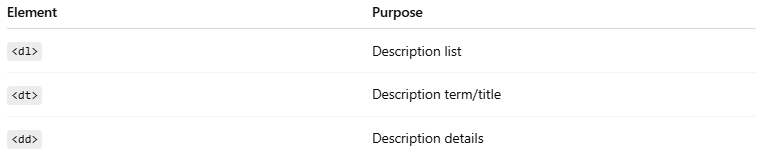 Element Purpose
<dl> Description list
<dt> Description term/title
<dd> Description details